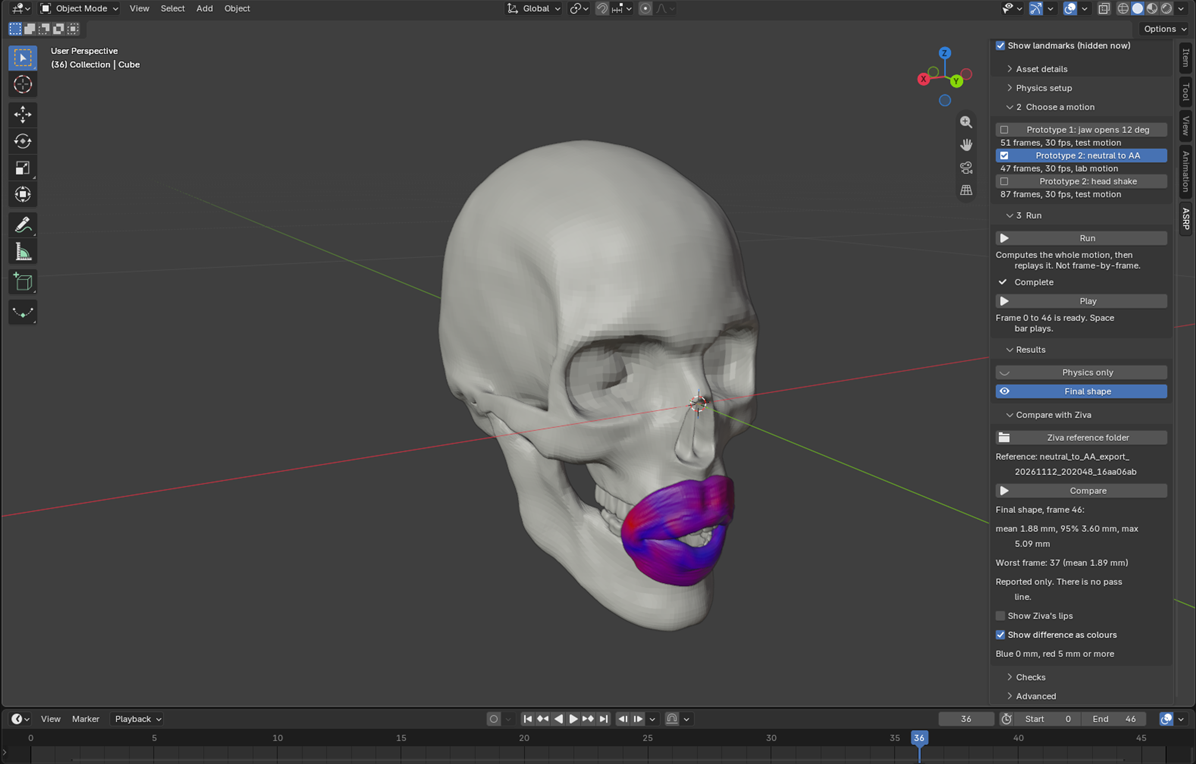 Object Mode View Select Add Object Global
Options
User Perspective
(36) Collection | Cube
Z
X
Y
Show landmarks (hidden now)
Asset details
Physics setup
2 Choose a motion
Prototype 1: jaw opens 12 deg
51 frames, 30 fps, test motion
Prototype 2: neutral to AA
47 frames, 30 fps, lab motion
Prototype 2: head shake
87 frames, 30 fps, test motion
3 Run
Run
Computes the whole motion, then
replays it. Not frame-by-frame.
Complete
Play
Frame 0 to 46 is ready. Space
bar plays.
Results
Physics only
Final shape
Compare with Ziva
Ziva reference folder
Reference: neutral_to_AA_export_
20261112_202048_16aa06ab
Compare
Final shape, frame 46:
mean 1.88 mm, 95% 3.60 mm, max
5.09 mm
Worst frame: 37 (mean 1.89 mm)
Reported only. There is no pass
line.
Show Ziva's lips
Show difference as colours
Blue 0 mm, red 5 mm or more
Checks
Advanced
Item
Tool
View
Animation
ASRP
View Marker Playback 36 Start 0 End 46
0 5 10 15 20 25 30 35 36 40 45